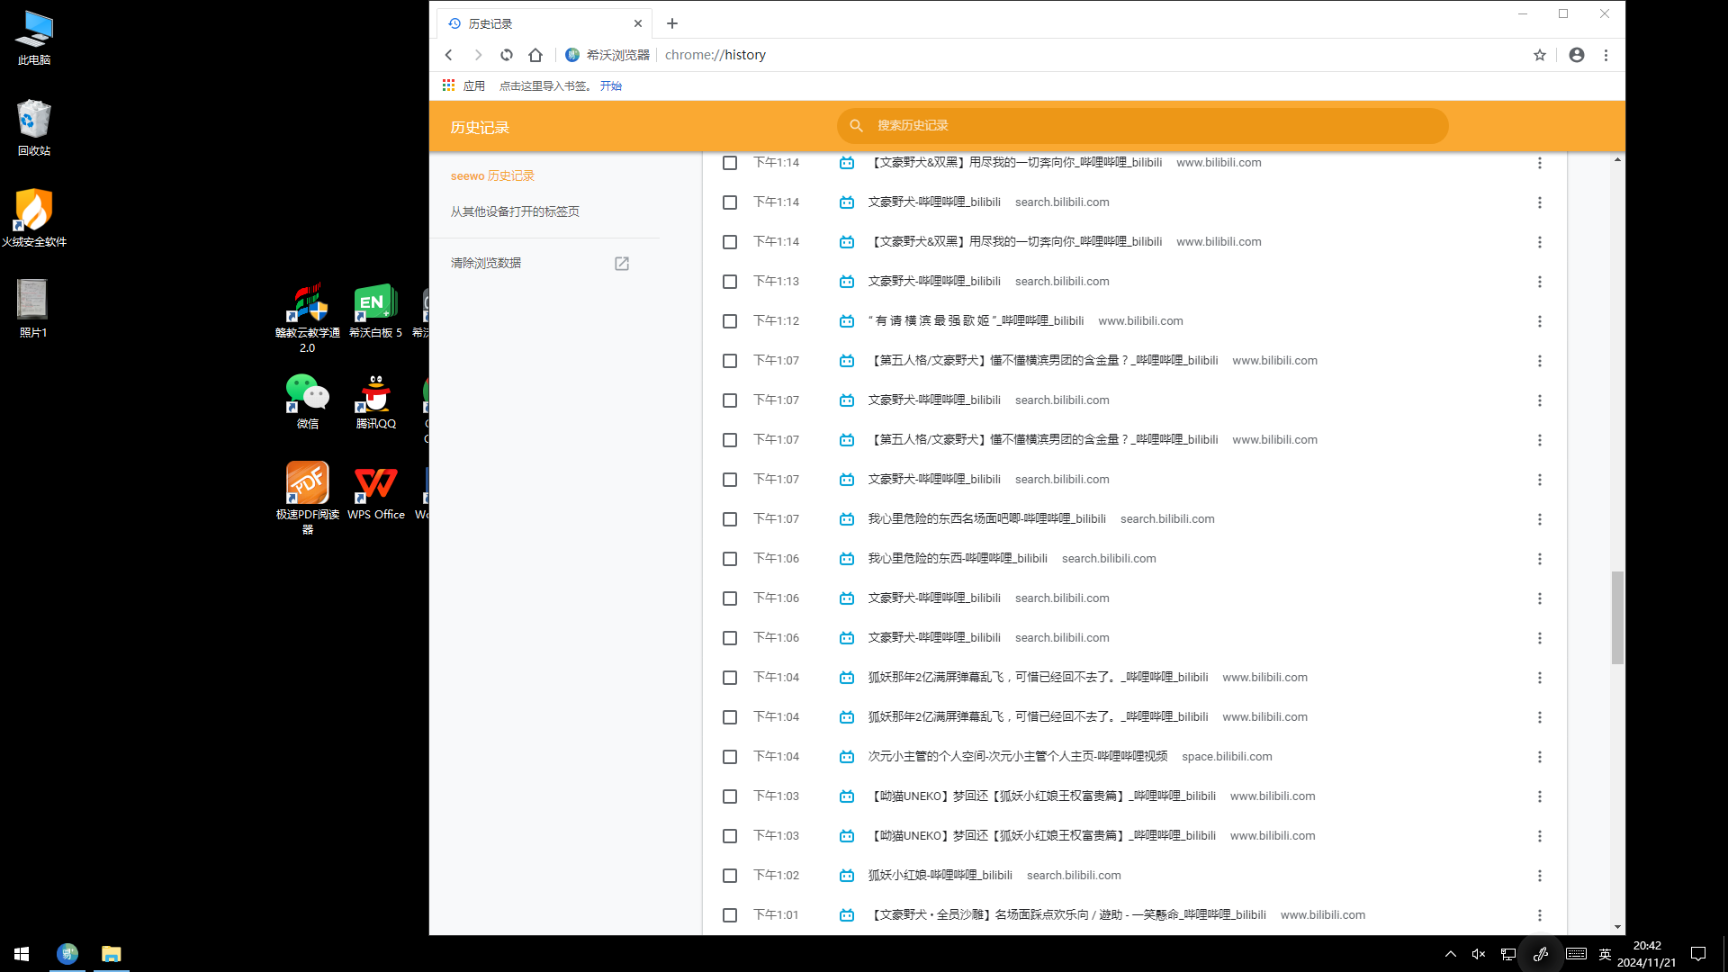 此电脑
回收站
火绒安全软件
照片1
赣教云教学通
2.0
希沃白板 5
微信
腾讯QQ
极速PDF阅读
器
WPS Office
历史记录
希沃浏览器
chrome://history
应用
点击这里导入书签。 开始
历史记录
搜索历史记录
seewo 历史记录
从其他设备打开的标签页
清除浏览数据
下午1:14 【文豪野犬&双黑】用尽我的一切奔向你_哔哩哔哩_bilibili www.bilibili.com
下午1:14 文豪野犬-哔哩哔哩_bilibili search.bilibili.com
下午1:14 【文豪野犬&双黑】用尽我的一切奔向你_哔哩哔哩_bilibili www.bilibili.com
下午1:13 文豪野犬-哔哩哔哩_bilibili search.bilibili.com
下午1:12 “ 有 请 横 滨 最 强 歌 姬 ”_哔哩哔哩_bilibili www.bilibili.com
下午1:07 【第五人格/文豪野犬】懂不懂横滨男团的含金量？_哔哩哔哩_bilibili www.bilibili.com
下午1:07 文豪野犬-哔哩哔哩_bilibili search.bilibili.com
下午1:07 【第五人格/文豪野犬】懂不懂横滨男团的含金量？_哔哩哔哩_bilibili www.bilibili.com
下午1:07 文豪野犬-哔哩哔哩_bilibili search.bilibili.com
下午1:07 我心里危险的东西名场面吧唧-哔哩哔哩_bilibili search.bilibili.com
下午1:06 我心里危险的东西-哔哩哔哩_bilibili search.bilibili.com
下午1:06 文豪野犬-哔哩哔哩_bilibili search.bilibili.com
下午1:06 文豪野犬-哔哩哔哩_bilibili search.bilibili.com
下午1:04 狐妖那年2亿满屏弹幕乱飞，可惜已经回不去了。_哔哩哔哩_bilibili www.bilibili.com
下午1:04 狐妖那年2亿满屏弹幕乱飞，可惜已经回不去了。_哔哩哔哩_bilibili www.bilibili.com
下午1:04 次元小主管的个人空间-次元小主管个人主页-哔哩哔哩视频 space.bilibili.com
下午1:03 【呦猫UNEKO】梦回还【狐妖小红娘王权富贵篇】_哔哩哔哩_bilibili www.bilibili.com
下午1:03 【呦猫UNEKO】梦回还【狐妖小红娘王权富贵篇】_哔哩哔哩_bilibili www.bilibili.com
下午1:02 狐妖小红娘-哔哩哔哩_bilibili search.bilibili.com
下午1:01 【文豪野犬 • 全员沙雕】名场面踩点欢乐向 / 遊助 - 一笑懸命_哔哩哔哩_bilibili www.bilibili.com
英
20:42
2024/11/21